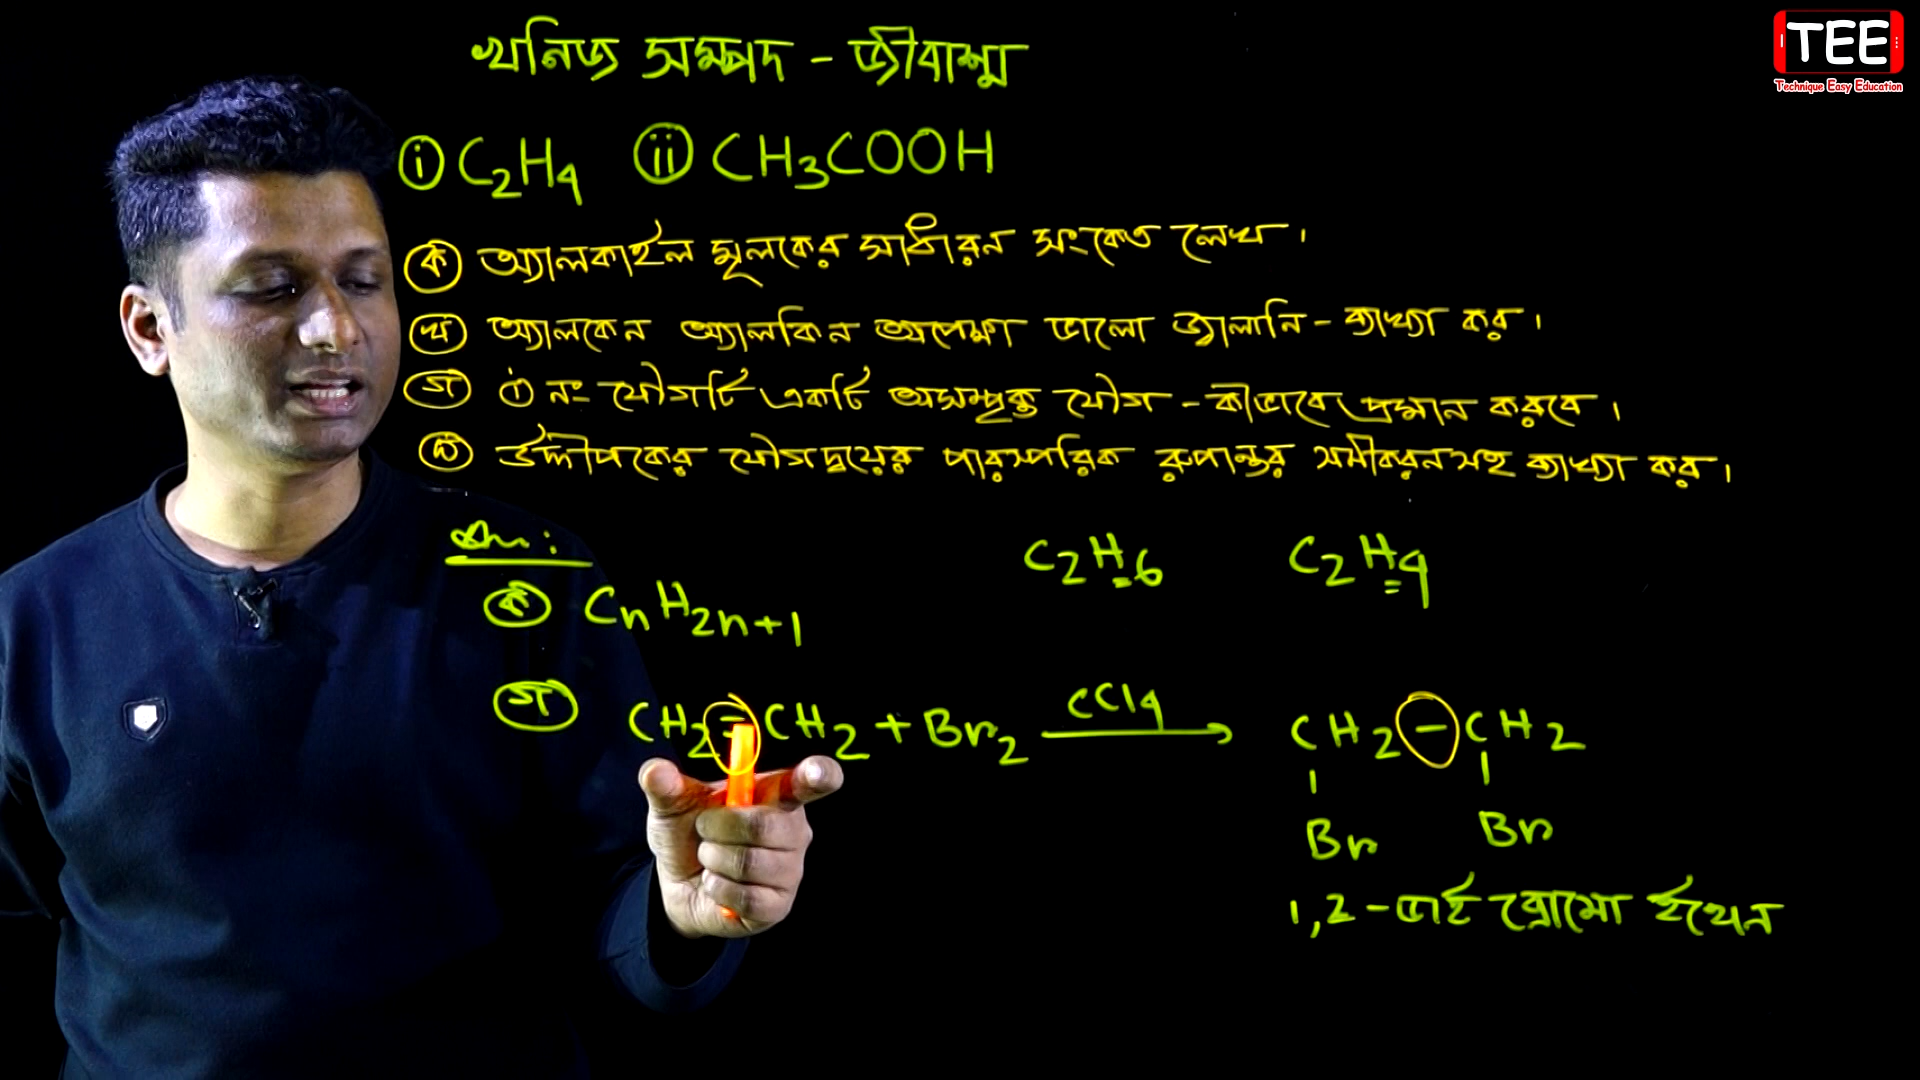 খনিজ সম্পদ - জীবাশ্ম
TEE
Technique Easy Education
i C₂H₄ ii CH₃COOH
ক অ্যালকাইল মূলকের সাধারন সংকেত লেখ।
খ অ্যালকেন অ্যালকিন অপেক্ষা ভালো জ্বালানি - ব্যাখ্যা কর।
গ i নং যৌগটি একটি অসম্পৃক্ত যৌগ - কীভাবে প্রমান করবে।
ঘ উদ্দীপকের যৌগদ্বয়ের পারস্পরিক রুপান্তর সমীকরনসহ ব্যাখ্যা কর।
Ans:
C₂H₆ C₂H₄
ক CnH2n+1
গ CH₂=CH₂ + Br₂ CCl₄ → CH₂-CH₂
Br Br
1,2-ডাই ব্রোমো ইথেন